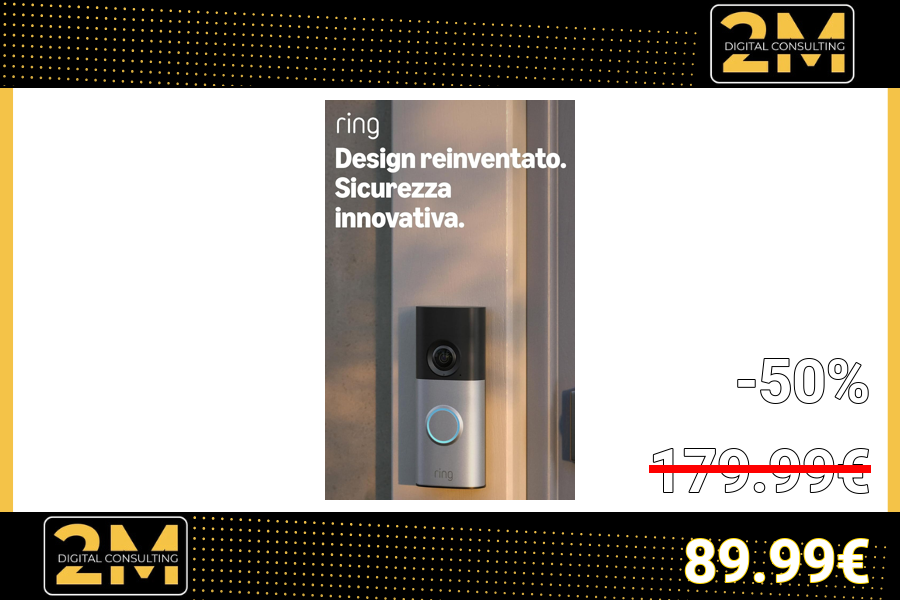 2M
DIGITAL CONSULTING
ring
Design reinventato.
Sicurezza
innovativa.
ring
-50%
179.99€
2M
DIGITAL CONSULTING
89.99€